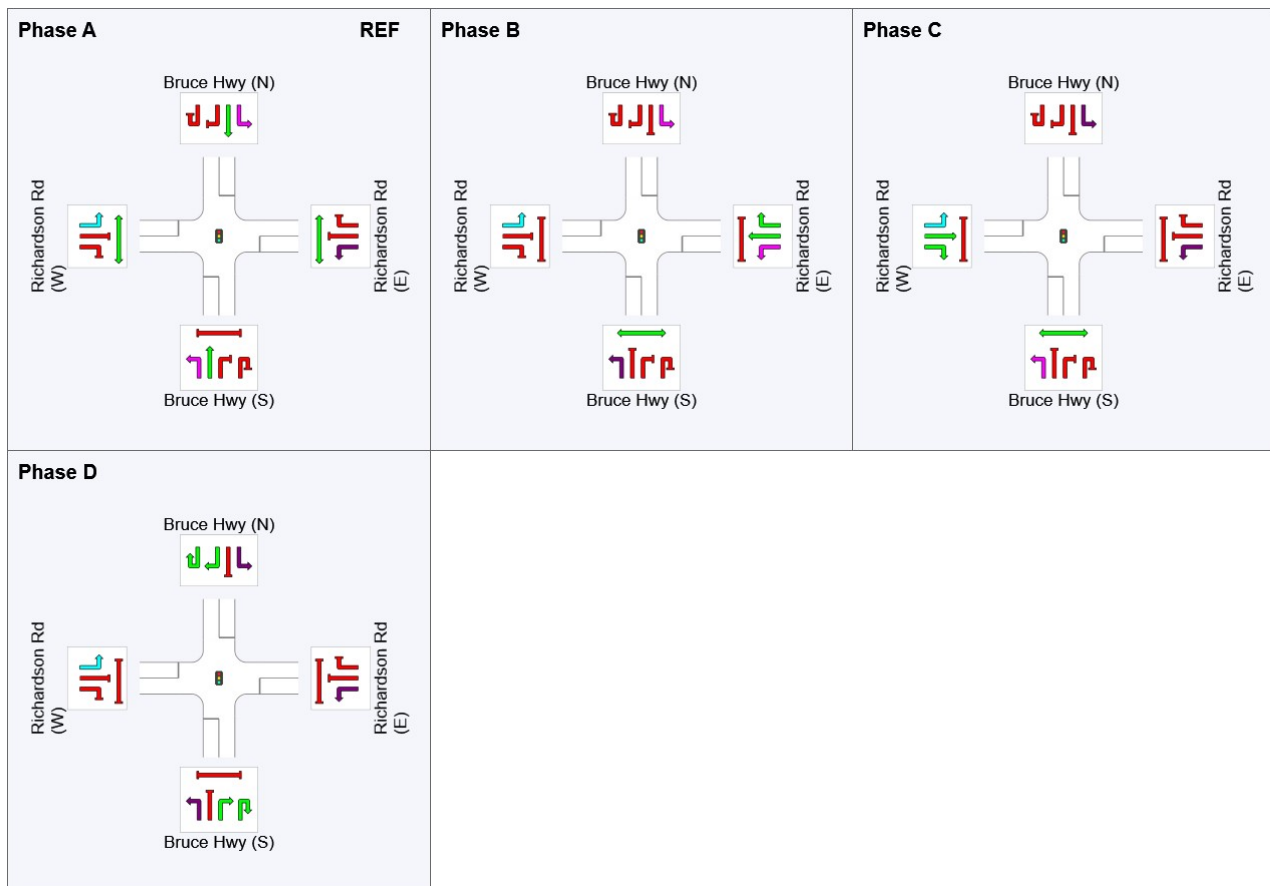 Phase A
REF
Bruce Hwy (N)
Richardson Rd
(W)
Richardson Rd
(E)
Bruce Hwy (S)
Phase B
Bruce Hwy (N)
Richardson Rd
(W)
Richardson Rd
(E)
Bruce Hwy (S)
Phase C
Bruce Hwy (N)
Richardson Rd
(W)
Richardson Rd
(E)
Bruce Hwy (S)
Phase D
Bruce Hwy (N)
Richardson Rd
(W)
Richardson Rd
(E)
Bruce Hwy (S)